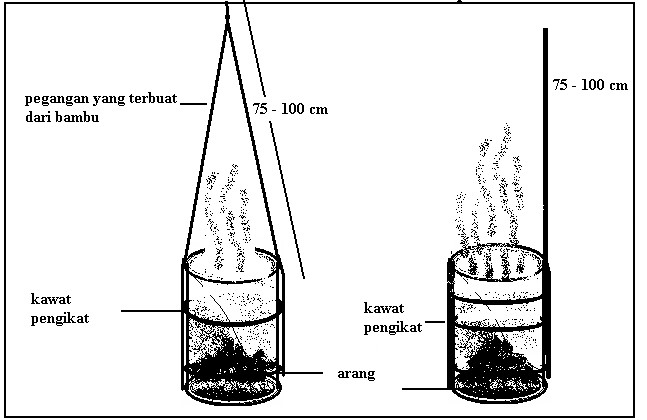 pegangan yang terbuat
dari bambu
75 - 100 cm
75 - 100 cm
kawat
pengikat
kawat
pengikat
arang